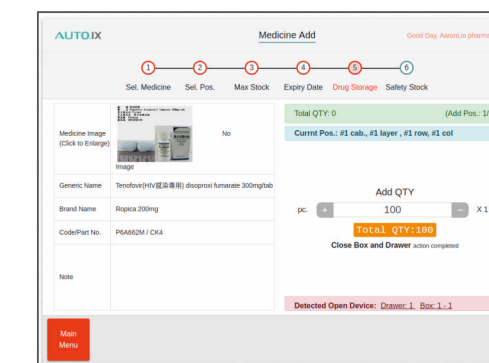 AUTO.IX
Medicine Add
Good Day, AaronLin pharma
1 2 3 4 5 6
Sel. Medicine Sel. Pos. Max Stock Expiry Date Drug Storage Safety Stock
Total QTY: 0 (Add Pos.: 1/
Currnt Pos.: #1 cab., #1 layer , #1 row, #1 col
Medicine Image
(Click to Enlarge)
No
Image
Generic Name Tenofovir(HIV感染專用) disoproxi fumarate 300mg/tab
Brand Name Ropica 200mg
Code/Part No. P6A662M / CK4
Note
Add QTY
pc. + 100 − X 1
Total QTY:100
Close Box and Drawer action completed
Detected Open Device: Drawer: 1 Box: 1 - 1
Main
Menu